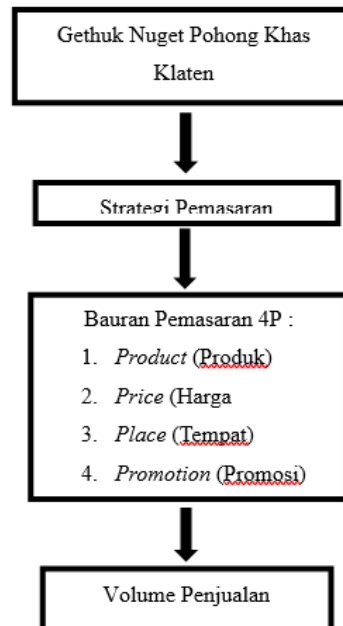 Gethuk Nuget Pohong Khas
Klaten
Strategi Pemasaran
Bauran Pemasaran 4P :
1. Product (Produk)
2. Price (Harga
3. Place (Tempat)
4. Promotion (Promosi)
Volume Penjualan